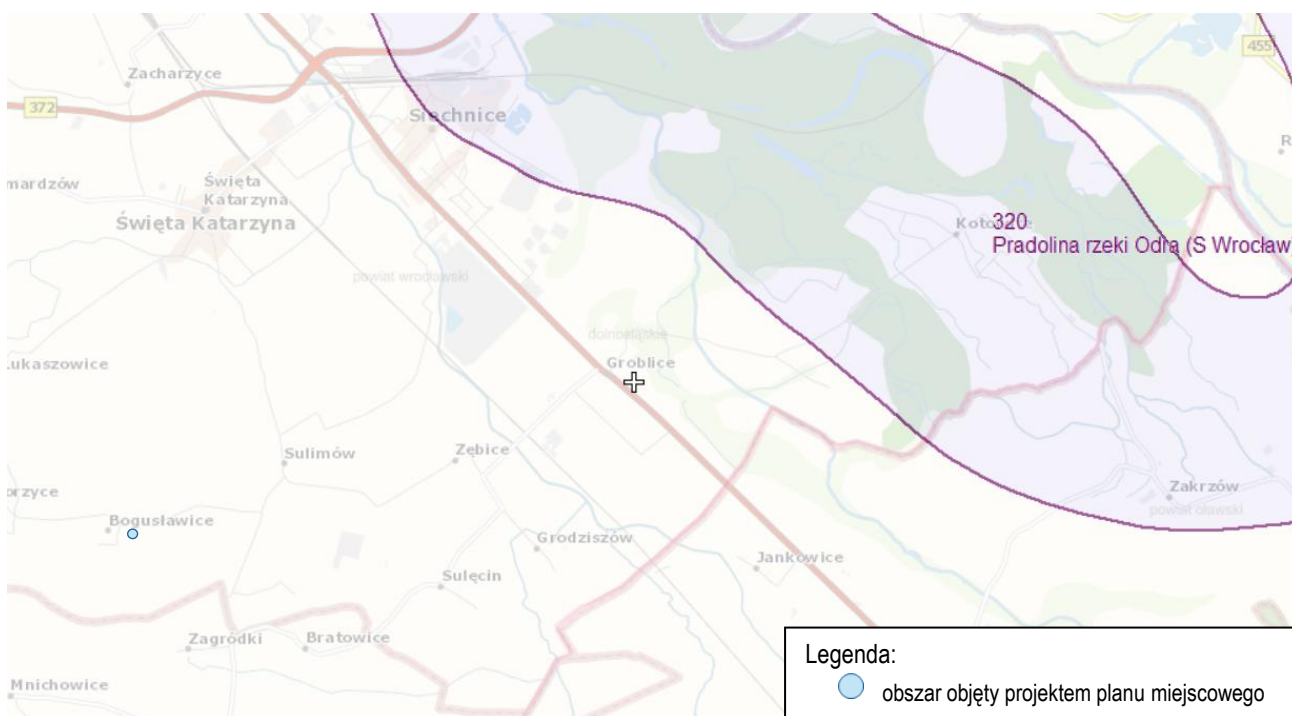 455
Zacharzyce
372
Siechnice
R
mardzów
Święta
Katarzyna
Święta Katarzyna
320
Pradolina rzeki Odra (S Wrocław
powiat wrocławski
dolnośląskie
Groblice
Łukaszowice
Sulimów
Zębice
orzyce
Zakrzów
powiat oławski
Bogusławice
Grodziszów
Jankowice
Sulęcin
Zagródki
Bratowice
Mnichowice
Legenda:
obszar objęty projektem planu miejscowego